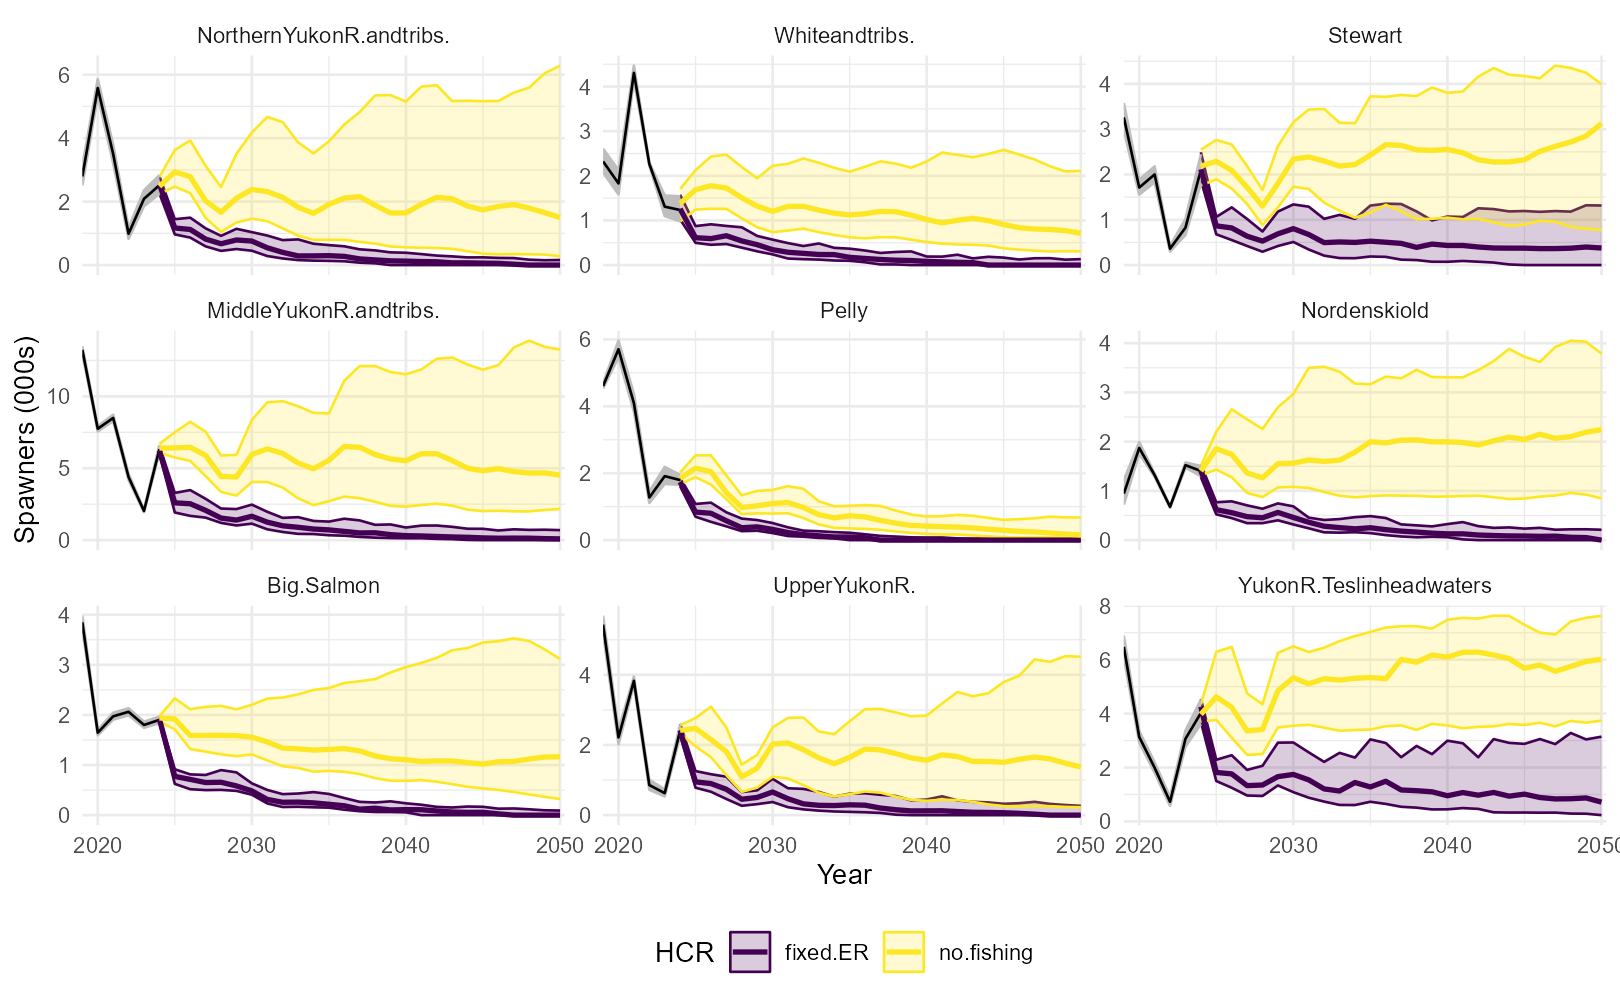 NorthernYukonR.andtribs.
Whiteandtribs.
Stewart
6
4
2
0
4
3
2
1
0
4
3
2
1
0
MiddleYukonR.andtribs.
Pelly
Nordenskiold
10
5
0
6
4
2
0
4
3
2
1
0
Spawners (000s)
Big.Salmon
UpperYukonR.
YukonR.Teslinheadwaters
4
3
2
1
0
4
2
0
8
6
4
2
0
2020 2030 2040 2050
2020 2030 2040 2050
2020 2030 2040 2050
Year
HCR fixed.ER no.fishing